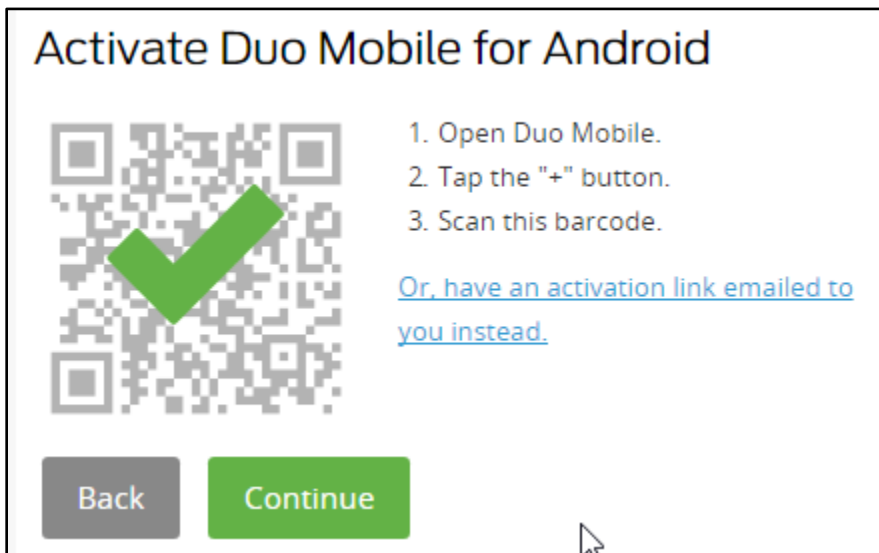 Activate Duo Mobile for Android
1. Open Duo Mobile.
2. Tap the "+" button.
3. Scan this barcode.
Or, have an activation link emailed to
you instead.
Back
Continue